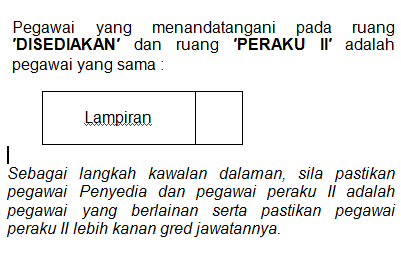 Pegawai yang menandatangani pada ruang
'DISEDIAKAN' dan ruang 'PERAKU II' adalah
pegawai yang sama :
Lampiran
Sebagai langkah kawalan dalaman, sila pastikan
pegawai Penyedia dan pegawai peraku II adalah
pegawai yang berlainan serta pastikan pegawai
peraku II lebih kanan gred jawatannya.